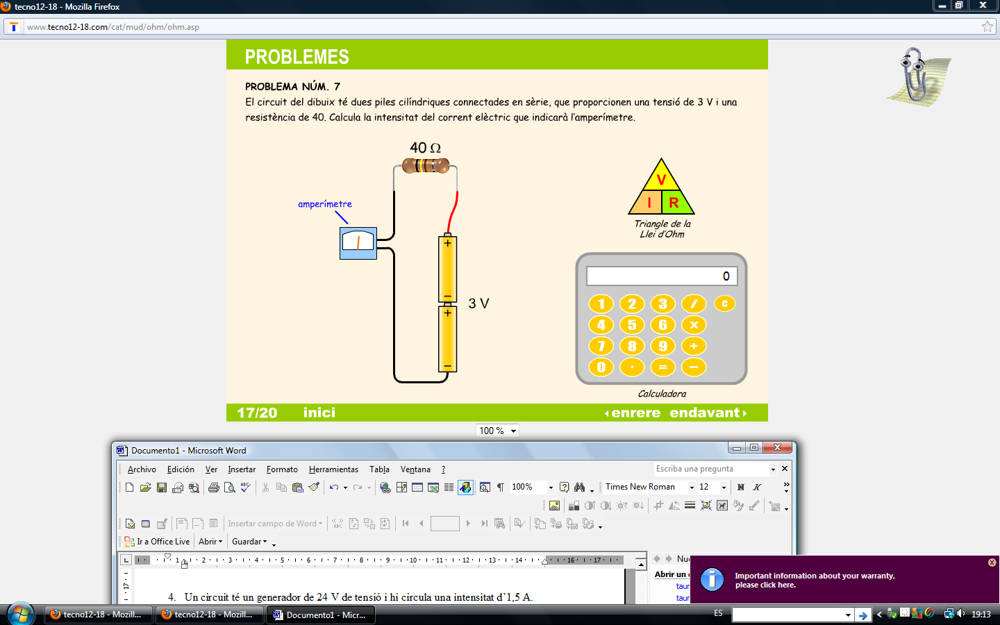 tecno12-18 - Mozilla Firefox
www.tecno12-18.com/cat/mud/ohm/ohm.asp
PROBLEMES
PROBLEMA NÚM. 7
El circuit del dibuix té dues piles cilíndriques connectades en sèrie, que proporcionen una tensió de 3 V i una
resistència de 40. Calcula la intensitat del corrent elèctric que indicarà l'amperímetre.
40 Ω
amperímetre
+
−
+
−
3 V
V
I R
Triangle de la
Llei d'Ohm
0
1 2 3 / C
4 5 6 x
7 8 9 +
0 . = −
Calculadora
17/20 inici enrere endavant
100 %
Documento1 - Microsoft Word
Archivo Edición Ver Insertar Formato Herramientas Tabla Ventana ?
Escriba una pregunta
100% Times New Roman 12 N K
Insertar campo de Word
Ir a Office Live Abrir Guardar
1 2 3 4 5 6 7 8 9 10 11 12 13 14 16 17
17
Nue
Abrir un
taur
taur
4. Un circuit té un generador de 24 V de tensió i hi circula una intensitat d'1,5 A.
Important information about your warranty,
please click here.
tecno12-18 - Mozill...
tecno12-18 - Mozill...
Documento1 - Micr...
ES
19:13